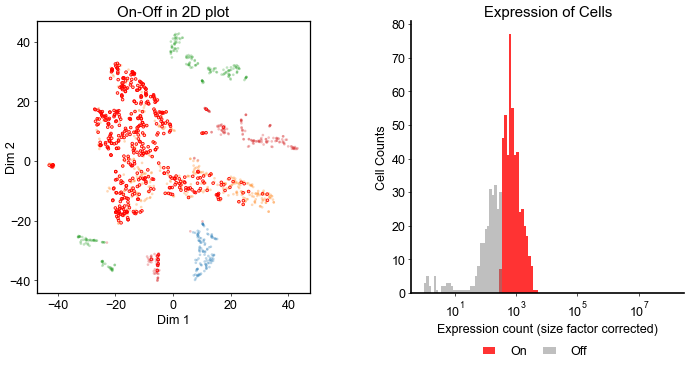 On-Off in 2D plot
40
20
0
−20
−40
Dim 2
−40 −20 0 20 40
Dim 1
Expression of Cells
80
70
60
50
40
30
20
10
0
Cell Counts
10¹ 10³ 10⁵ 10⁷
Expression count (size factor corrected)
On Off